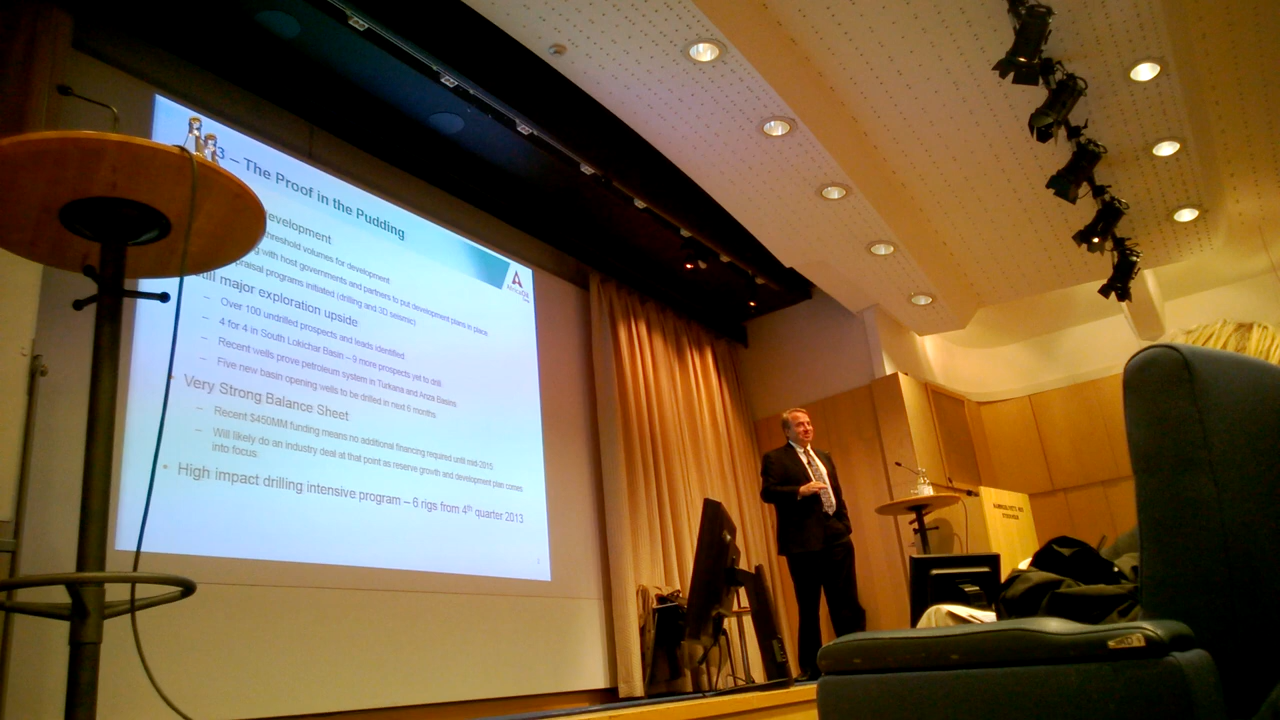 3 – The Proof in the Pudding
development
threshold volumes for development
with host governments and partners to put development plans in place
appraisal programs initiated (drilling and 3D seismic)
Still major exploration upside
– Over 100 undrilled prospects and leads identified
– 4 for 4 in South Lokichar Basin – 9 more prospects yet to drill
– Recent wells prove petroleum system in Turkana and Anza Basins
– Five new basin opening wells to be drilled in next 6 months
• Very Strong Balance Sheet
– Recent $450MM funding means no additional financing required until mid-2015
– Will likely do an industry deal at that point as reserve growth and development plan comes
into focus
• High impact drilling intensive program – 6 rigs from 4th quarter 2013
AfricaOil